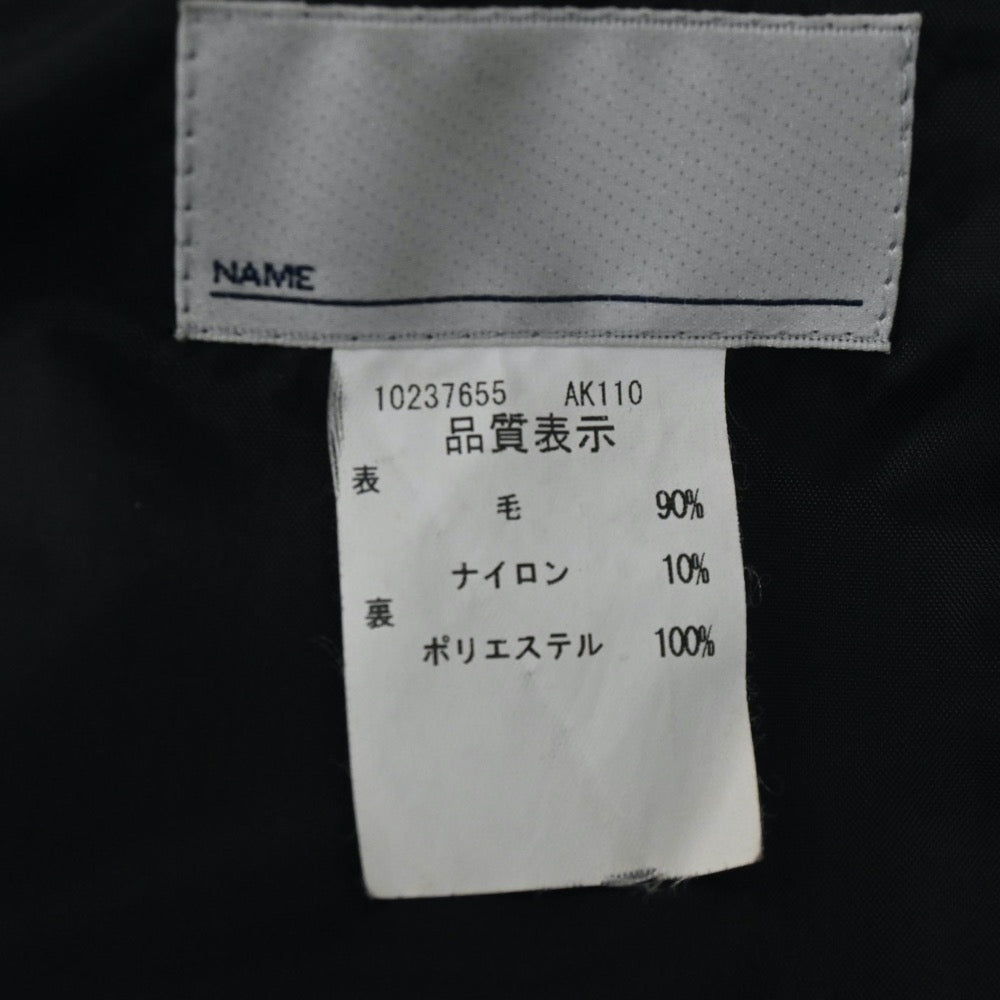 NAME
10237655 AK110
品質表示
表
毛 90%
ナイロン 10%
裏
ポリエステル 100%